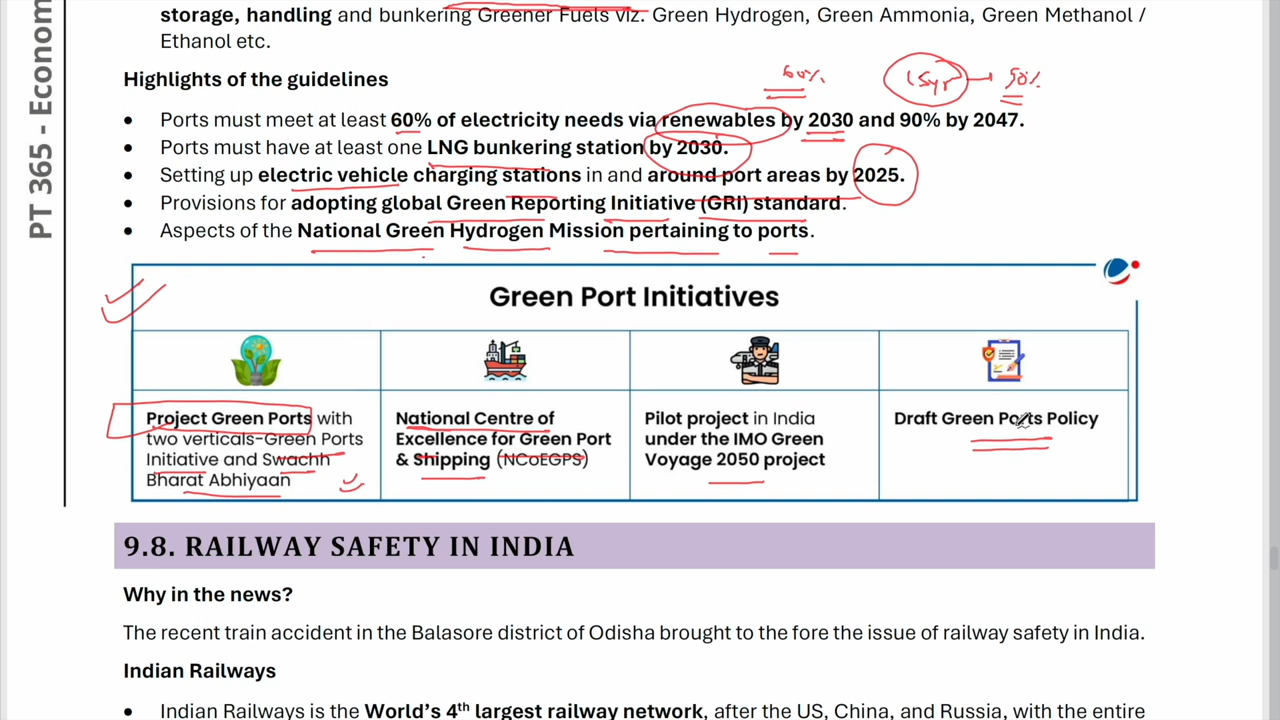 storage, handling and bunkering Greener Fuels viz. Green Hydrogen, Green Ammonia, Green Methanol /
Ethanol etc.
PT 365 - Econom
Highlights of the guidelines
60%
15yr → 90%
• Ports must meet at least 60% of electricity needs via renewables by 2030 and 90% by 2047.
• Ports must have at least one LNG bunkering station by 2030.
• Setting up electric vehicle charging stations in and around port areas by 2025.
• Provisions for adopting global Green Reporting Initiative (GRI) standard.
• Aspects of the National Green Hydrogen Mission pertaining to ports.
Green Port Initiatives
Project Green Ports with
two verticals-Green Ports
Initiative and Swachh
Bharat Abhiyaan
National Centre of
Excellence for Green Port
& Shipping (NCoEGPS)
Pilot project in India
under the IMO Green
Voyage 2050 project
Draft Green Ports Policy
9.8. RAILWAY SAFETY IN INDIA
Why in the news?
The recent train accident in the Balasore district of Odisha brought to the fore the issue of railway safety in India.
Indian Railways
• Indian Railways is the World's 4th largest railway network, after the US, China, and Russia, with the entire